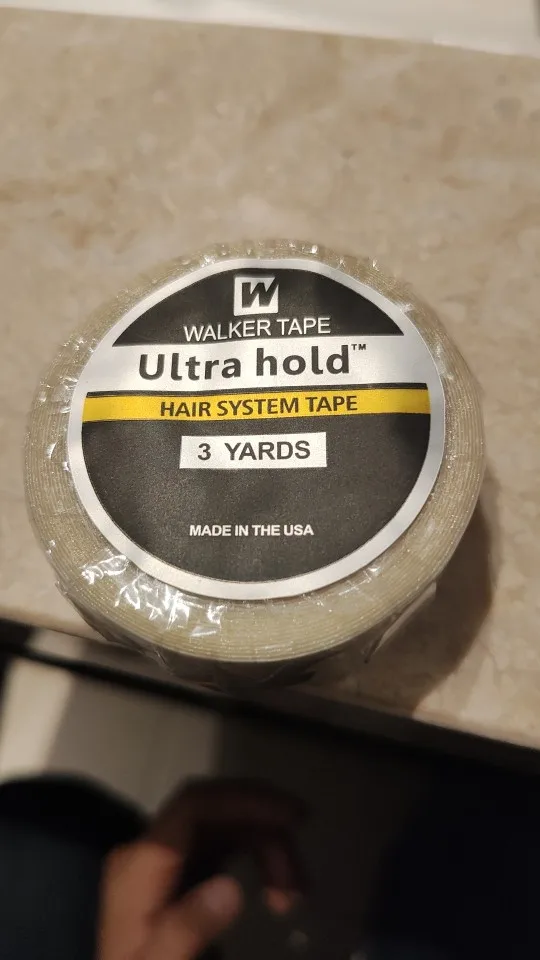 W
WALKER TAPE
Ultra hold™
HAIR SYSTEM TAPE
3 YARDS
MADE IN THE USA